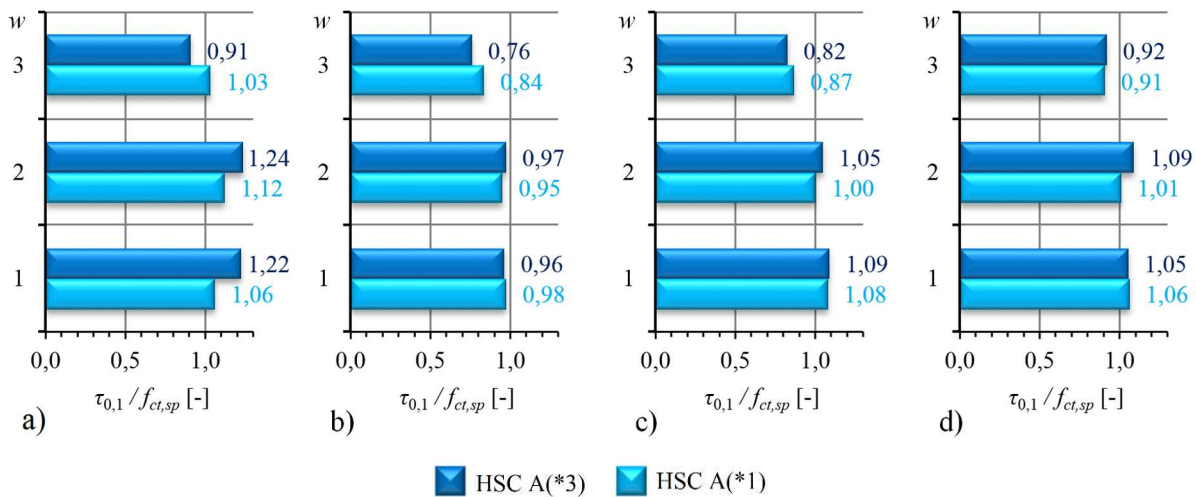 w
3
0,91
1,03
2
1,24
1,12
1
1,22
1,06
0,0 0,5 1,0
τ0,1 / fct,sp [-]
a)
w
3
0,76
0,84
2
0,97
0,95
1
0,96
0,98
0,0 0,5 1,0
τ0,1 / fct,sp [-]
b)
w
3
0,82
0,87
2
1,05
1,00
1
1,09
1,08
0,0 0,5 1,0
τ0,1 / fct,sp [-]
c)
w
3
0,92
0,91
2
1,09
1,01
1
1,05
1,06
0,0 0,5 1,0
τ0,1 / fct,sp [-]
d)
HSC A(*3) HSC A(*1)